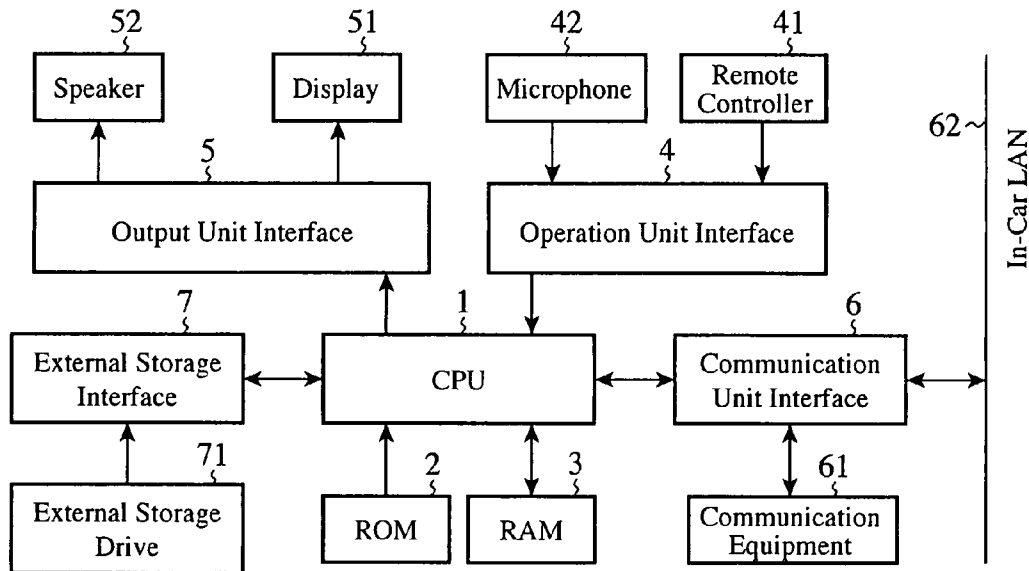 52
51
42
41
Speaker
Display
Microphone
Remote
Controller
62
In-Car LAN
5
4
Output Unit Interface
Operation Unit Interface
7
1
6
External Storage
Interface
CPU
Communication
Unit Interface
71
2
3
61
External Storage
Drive
ROM
RAM
Communication
Equipment